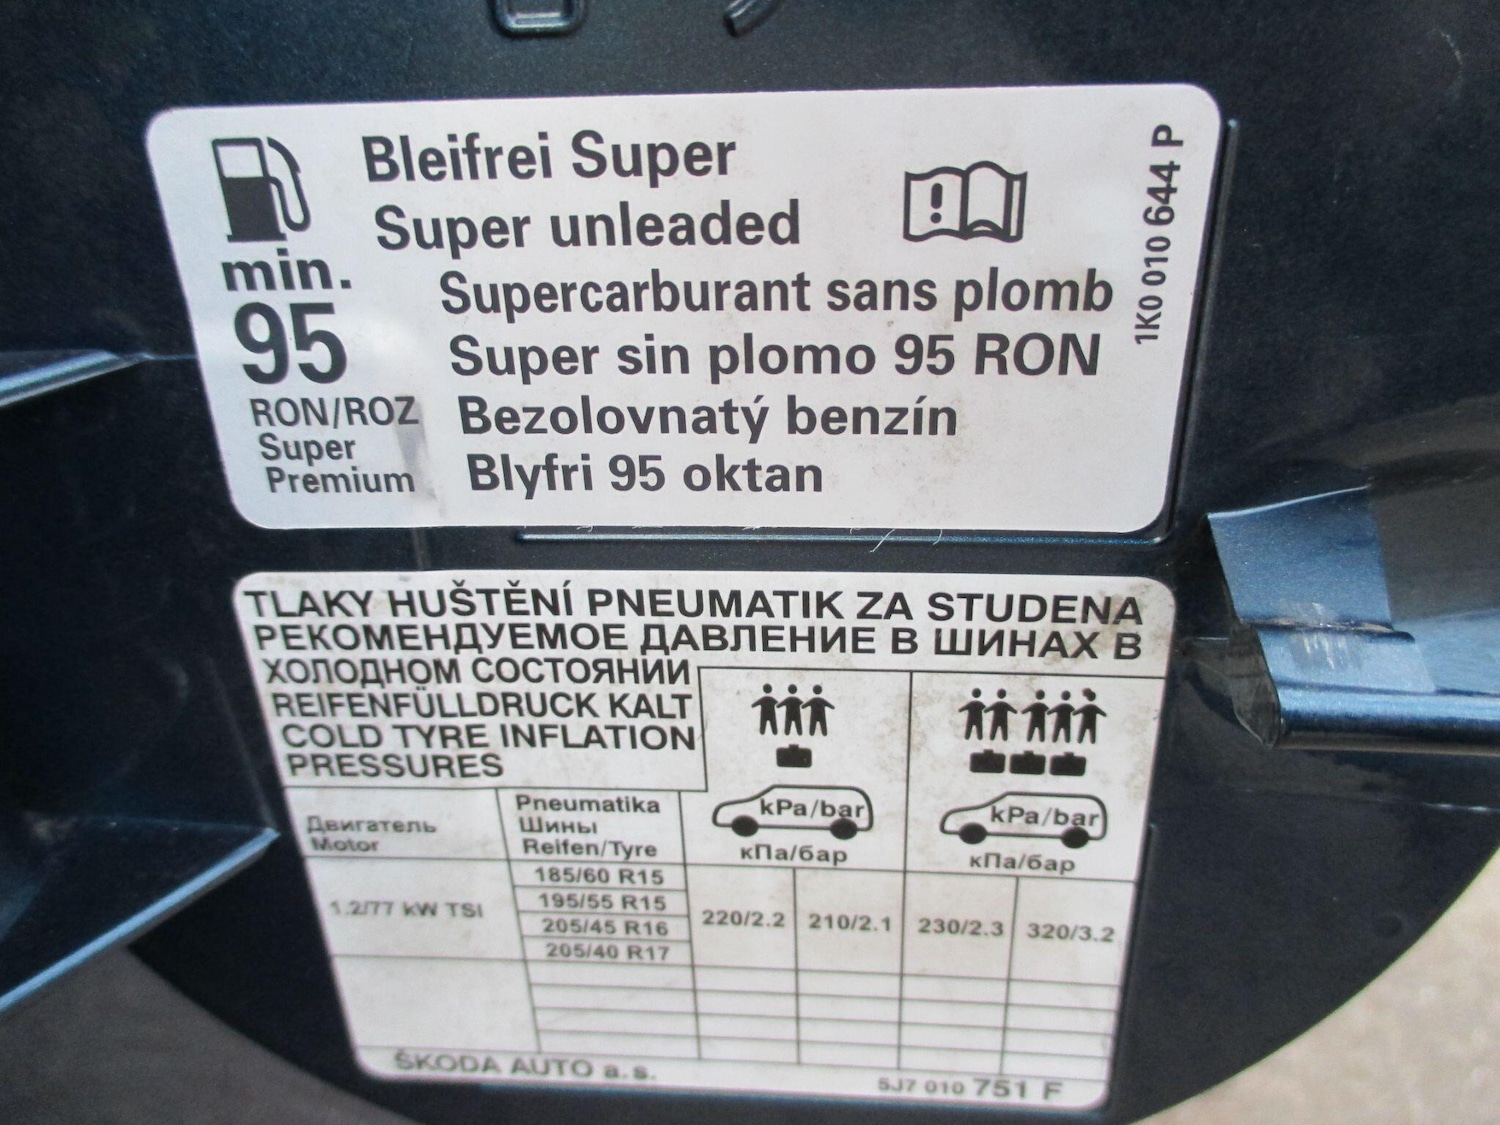 Bleifrei Super
Super unleaded
Supercarburant sans plomb
Super sin plomo 95 RON
Bezolovnatý benzín
Blyfri 95 oktan
min.
95
RON/ROZ
Super
Premium
1K0 010 644 P
TLAKY HUŠTĚNÍ PNEUMATIK ZA STUDENA
РЕКОМЕНДУЕМОЕ ДАВЛЕНИЕ В ШИНАХ В
ХОЛОДНОМ СОСТОЯНИИ
REIFENFÜLLDRUCK KALT
COLD TYRE INFLATION
PRESSURES
Двигатель
Motor
Pneumatika
Шины
Reifen/Tyre
kPa/bar
кПа/бар
kPa/bar
кПа/бар
1.2/77 kW TSI
185/60 R15
195/55 R15
205/45 R16
205/40 R17
220/2.2 210/2.1 230/2.3 320/3.2
ŠKODA AUTO a.s.
5J7 010 751 F